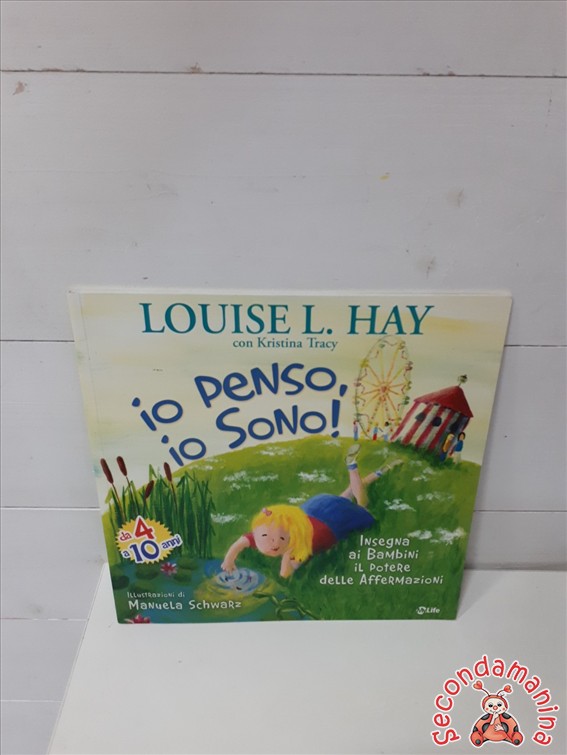 LOUISE L. HAY
con Kristina Tracy
io penso,
io Sono!
da 4
a 10 anni
Insegna
ai Bambini
il potere
delle Affermazioni
Illustrazioni di
Manuela Schwarz
Life
Secondamanina